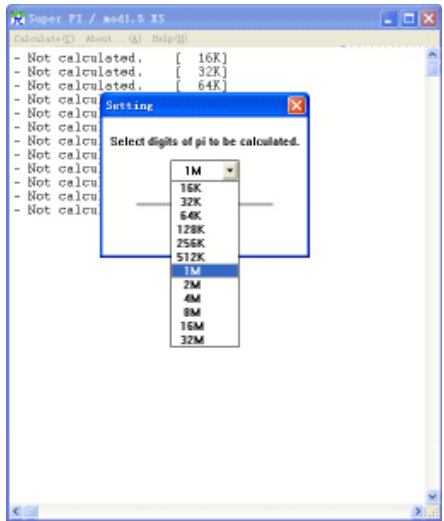 Super PI / mod1.5 XS
Calculate(C) About...(A) Help(H)
- Not calculated. [ 16K]
- Not calculated. [ 32K]
- Not calculated. [ 64K]
- Not calcu
- Not calcu
- Not calcu
- Not calcu
- Not calcu
- Not calcu
- Not calcu
- Not calcu
- Not calcu
Setting
Select digits of pi to be calculated.
1M
16K
32K
64K
128K
256K
512K
1M
2M
4M
8M
16M
32M